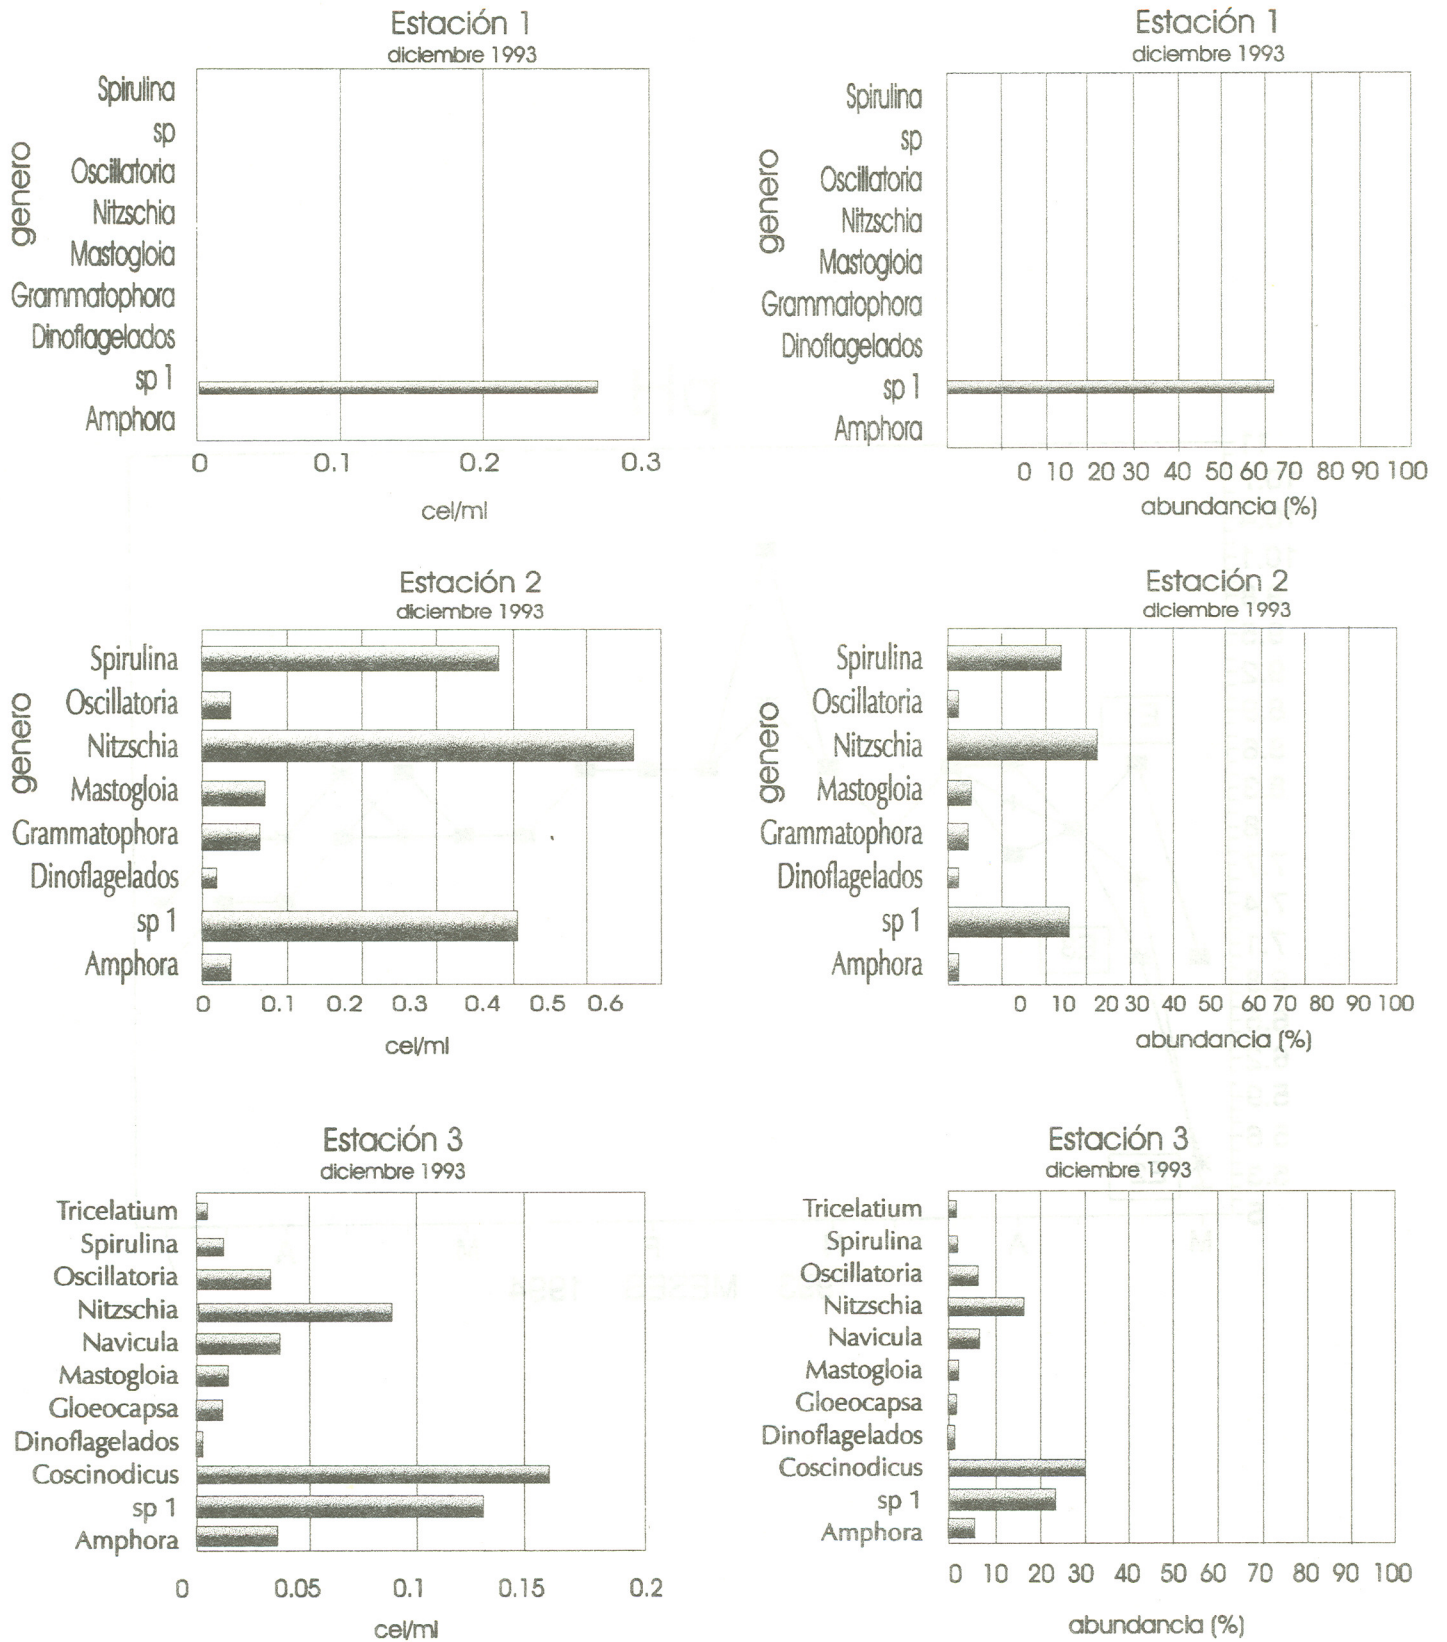 Estación 1
diciembre 1993
genero
Spirulina
sp
Oscillatoria
Nitzschia
Mastogloia
Grammatophora
Dinoflagelados
sp 1
Amphora
0 0.1 0.2 0.3
cel/ml
Estación 1
diciembre 1993
genero
Spirulina
sp
Oscillatoria
Nitzschia
Mastogloia
Grammatophora
Dinoflagelados
sp 1
Amphora
0 10 20 30 40 50 60 70 80 90 100
abundancia (%)
Estación 2
diciembre 1993
genero
Spirulina
Oscillatoria
Nitzschia
Mastogloia
Grammatophora
Dinoflagelados
sp 1
Amphora
0 0.1 0.2 0.3 0.4 0.5 0.6
cel/ml
Estación 2
diciembre 1993
genero
Spirulina
Oscillatoria
Nitzschia
Mastogloia
Grammatophora
Dinoflagelados
sp 1
Amphora
0 10 20 30 40 50 60 70 80 90 100
abundancia (%)
Estación 3
diciembre 1993
Tricelatium
Spirulina
Oscillatoria
Nitzschia
Navicula
Mastogloia
Gloeocapsa
Dinoflagelados
Coscinodicus
sp 1
Amphora
0 0.05 0.1 0.15 0.2
cel/ml
Estación 3
diciembre 1993
Tricelatium
Spirulina
Oscillatoria
Nitzschia
Navicula
Mastogloia
Gloeocapsa
Dinoflagelados
Coscinodicus
sp 1
Amphora
0 10 20 30 40 50 60 70 80 90 100
abundancia (%)